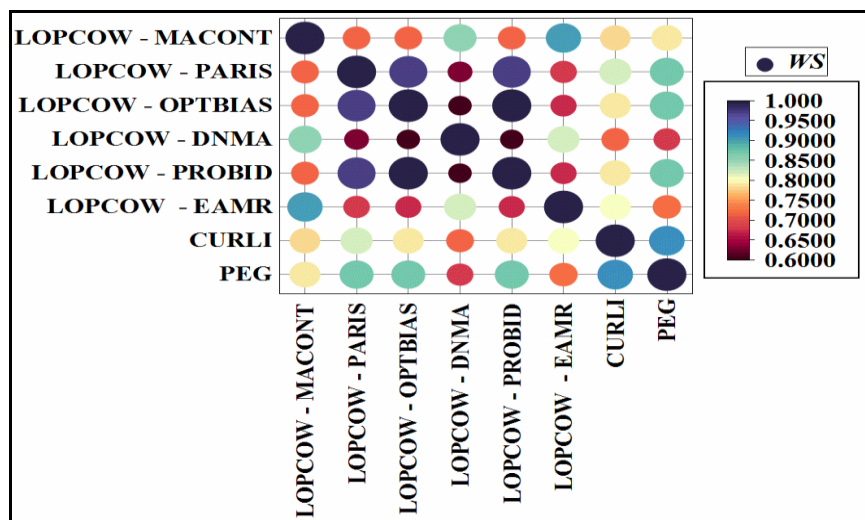 LOPCOW - MACONT
LOPCOW - PARIS
LOPCOW - OPTBIAS
LOPCOW - DNMA
LOPCOW - PROBID
LOPCOW - EAMR
CURLI
PEG
LOPCOW - MACONT
LOPCOW - PARIS
LOPCOW - OPTBIAS
LOPCOW - DNMA
LOPCOW - PROBID
LOPCOW - EAMR
CURLI
PEG
WS
1.000
0.9500
0.9000
0.8500
0.8000
0.7500
0.7000
0.6500
0.6000